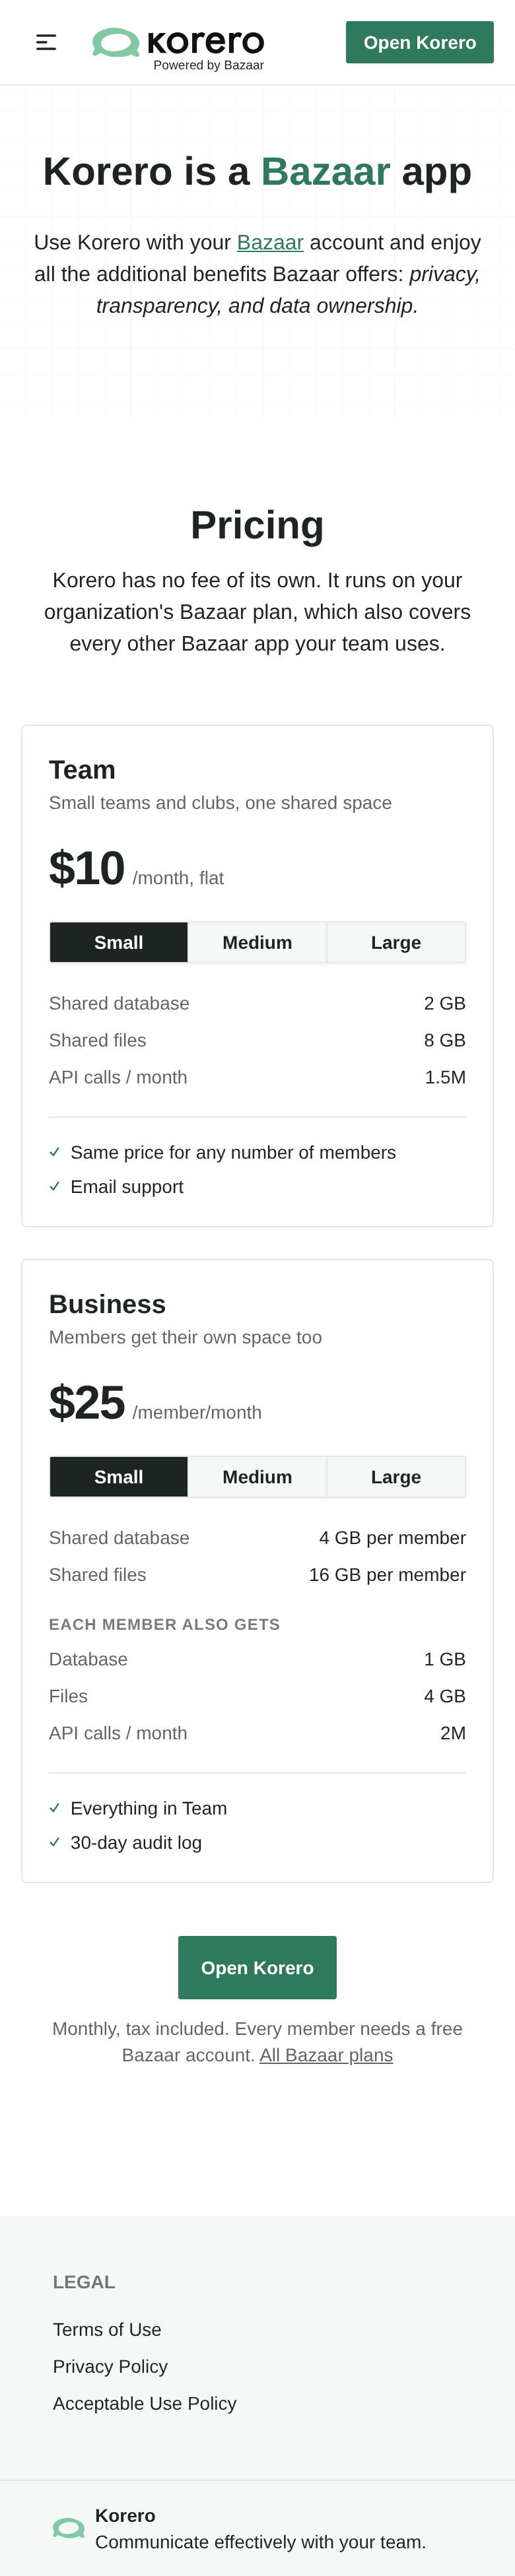 korero
Powered by Bazaar
Open Korero
Korero is a Bazaar app
Use Korero with your Bazaar account and enjoy
all the additional benefits Bazaar offers: privacy,
transparency, and data ownership.
Pricing
Korero has no fee of its own. It runs on your
organization's Bazaar plan, which also covers
every other Bazaar app your team uses.
Team
Small teams and clubs, one shared space
$10 /month, flat
Small Medium Large
Shared database 2 GB
Shared files 8 GB
API calls / month 1.5M
Same price for any number of members
Email support
Business
Members get their own space too
$25 /member/month
Small Medium Large
Shared database 4 GB per member
Shared files 16 GB per member
EACH MEMBER ALSO GETS
Database 1 GB
Files 4 GB
API calls / month 2M
Everything in Team
30-day audit log
Open Korero
Monthly, tax included. Every member needs a free
Bazaar account. All Bazaar plans
LEGAL
Terms of Use
Privacy Policy
Acceptable Use Policy
Korero
Communicate effectively with your team.